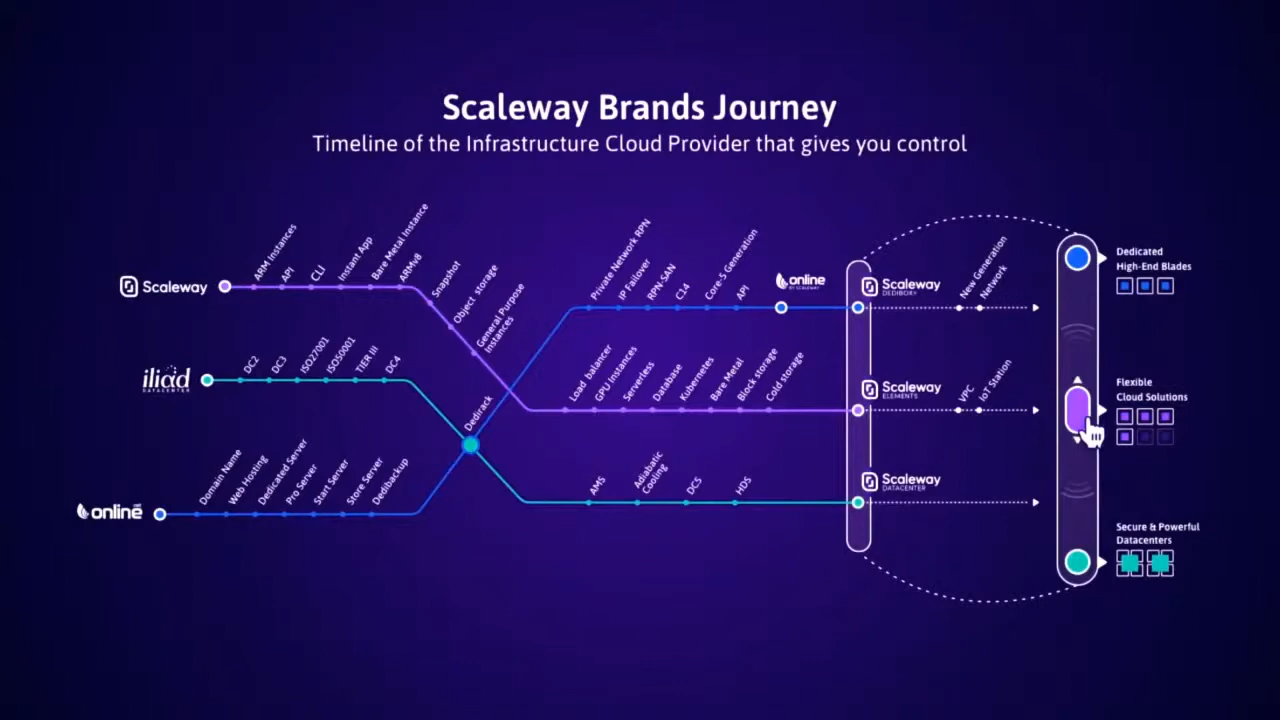 Scaleway Brands Journey
Timeline of the Infrastructure Cloud Provider that gives you control
Scaleway
ARM Instances
API
CLI
Instant App
Bare Metal Instance
ARMv8
Snapshot
Object storage
General Purpose
Instances
Load balancer
GPU Instances
Serverless
Database
Kubernetes
Bare Metal
Block storage
Cold storage
Scaleway
ELEMENTS
VPC
IoT Station
iliad
DATACENTER
DC2
DC3
ISO27001
ISO50001
TIER III
DC4
Dedirack
AMS
Adiabatic
Cooling
DC5
HDS
Scaleway
DATACENTER
online
Domain Name
Web Hosting
Dedicated Server
Pro Server
Start Server
Store Server
Dedibackup
Private Network RPN
IP Failover
RPN-SAN
C14
Core-5 Generation
API
online
BY SCALEWAY
Scaleway
DEDIBOX
New Generation
Network
Dedicated
High-End Blades
Flexible
Cloud Solutions
Secure & Powerful
Datacenters